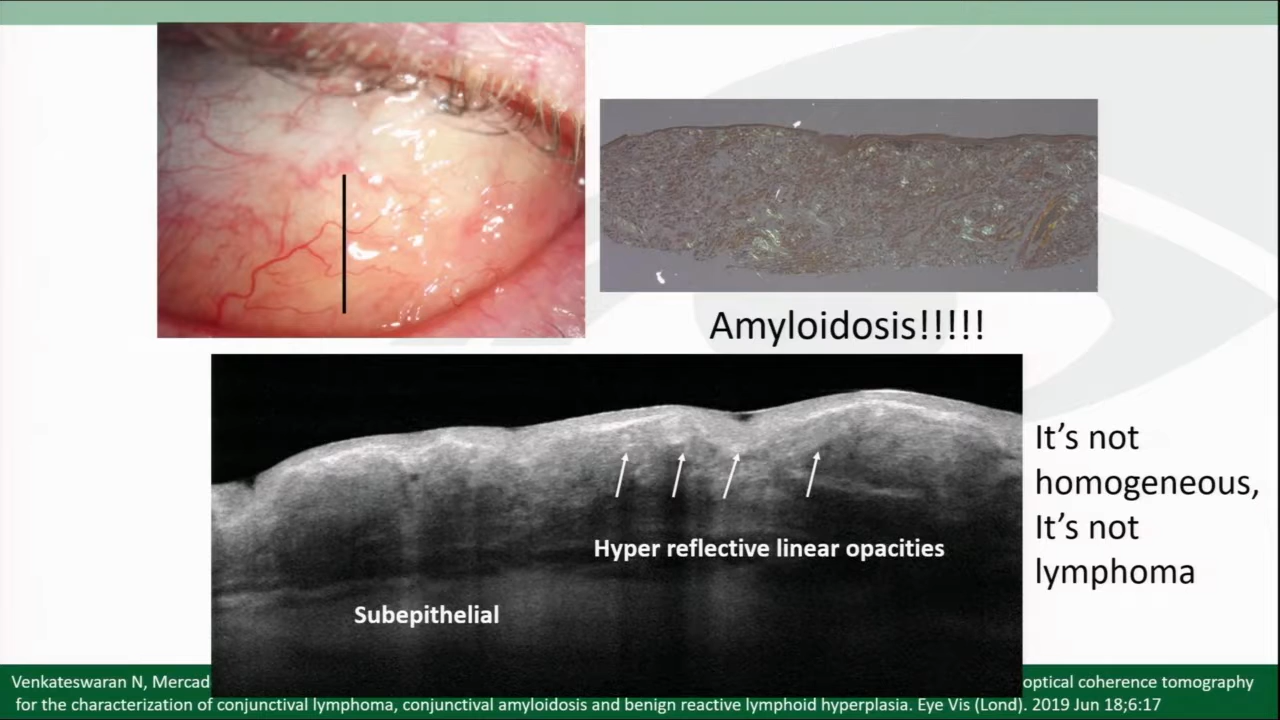 Amyloidosis!!!!!
It's not
homogeneous,
It's not
lymphoma
Hyper reflective linear opacities
Subepithelial
Venkateswaran N, Mercad optical coherence tomography
for the characterization of conjunctival lymphoma, conjunctival amyloidosis and benign reactive lymphoid hyperplasia. Eye Vis (Lond). 2019 Jun 18;6:17